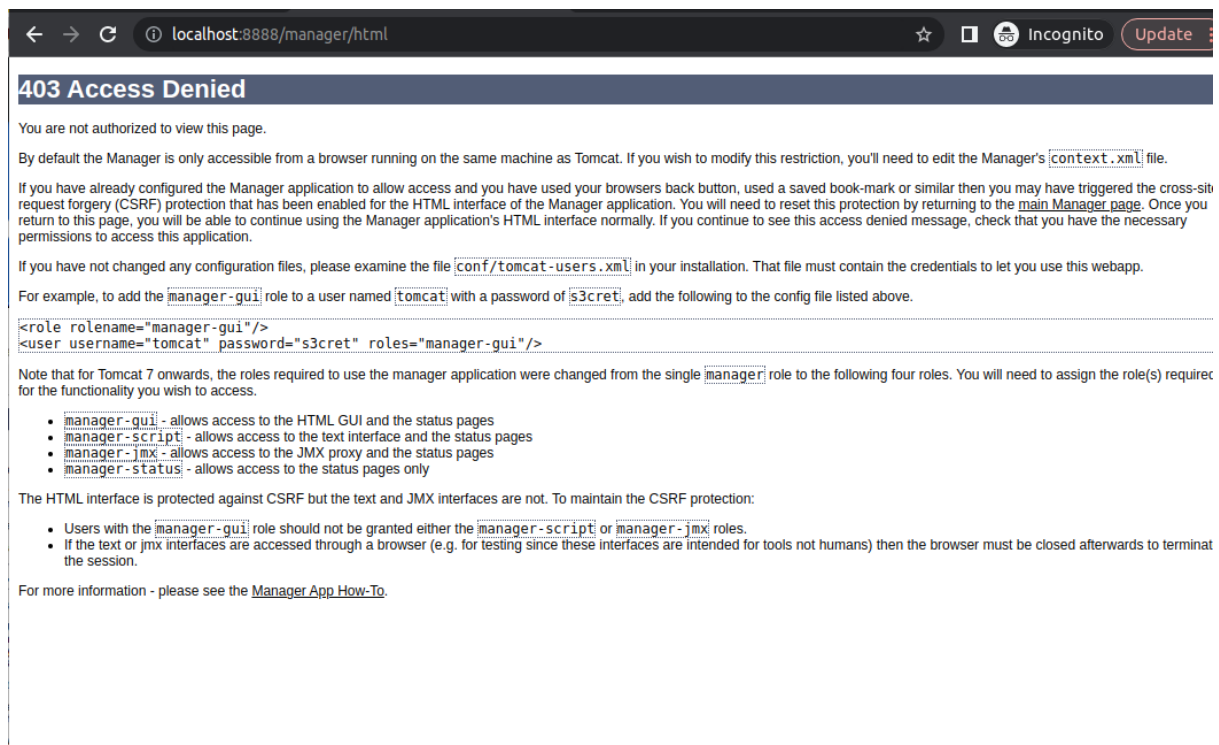 localhost:8888/manager/html
Incognito
Update
403 Access Denied
You are not authorized to view this page.
By default the Manager is only accessible from a browser running on the same machine as Tomcat. If you wish to modify this restriction, you'll need to edit the Manager's context.xml file.
If you have already configured the Manager application to allow access and you have used your browsers back button, used a saved book-mark or similar then you may have triggered the cross-site
request forgery (CSRF) protection that has been enabled for the HTML interface of the Manager application. You will need to reset this protection by returning to the main Manager page. Once you
return to this page, you will be able to continue using the Manager application's HTML interface normally. If you continue to see this access denied message, check that you have the necessary
permissions to access this application.
If you have not changed any configuration files, please examine the file conf/tomcat-users.xml in your installation. That file must contain the credentials to let you use this webapp.
For example, to add the manager-gui role to a user named tomcat with a password of s3cret, add the following to the config file listed above.
<role rolename="manager-gui"/>
<user username="tomcat" password="s3cret" roles="manager-gui"/>
Note that for Tomcat 7 onwards, the roles required to use the manager application were changed from the single manager role to the following four roles. You will need to assign the role(s) required
for the functionality you wish to access.
• manager-gui - allows access to the HTML GUI and the status pages
• manager-script - allows access to the text interface and the status pages
• manager-jmx - allows access to the JMX proxy and the status pages
• manager-status - allows access to the status pages only
The HTML interface is protected against CSRF but the text and JMX interfaces are not. To maintain the CSRF protection:
• Users with the manager-gui role should not be granted either the manager-script or manager-jmx roles.
• If the text or jmx interfaces are accessed through a browser (e.g. for testing since these interfaces are intended for tools not humans) then the browser must be closed afterwards to terminat
the session.
For more information - please see the Manager App How-To.